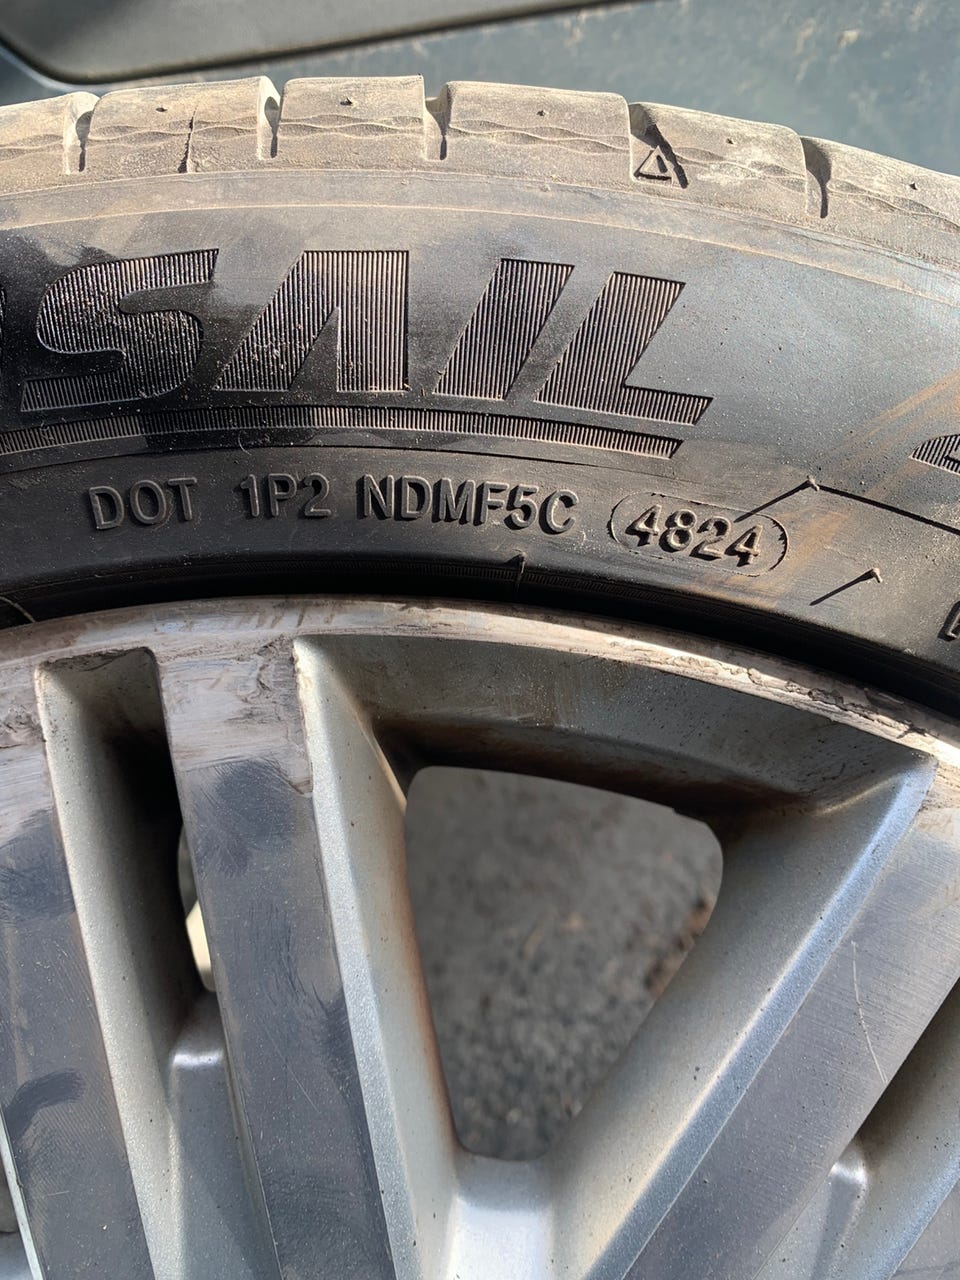 SAIL
DOT 1P2 NDMF5C 4824